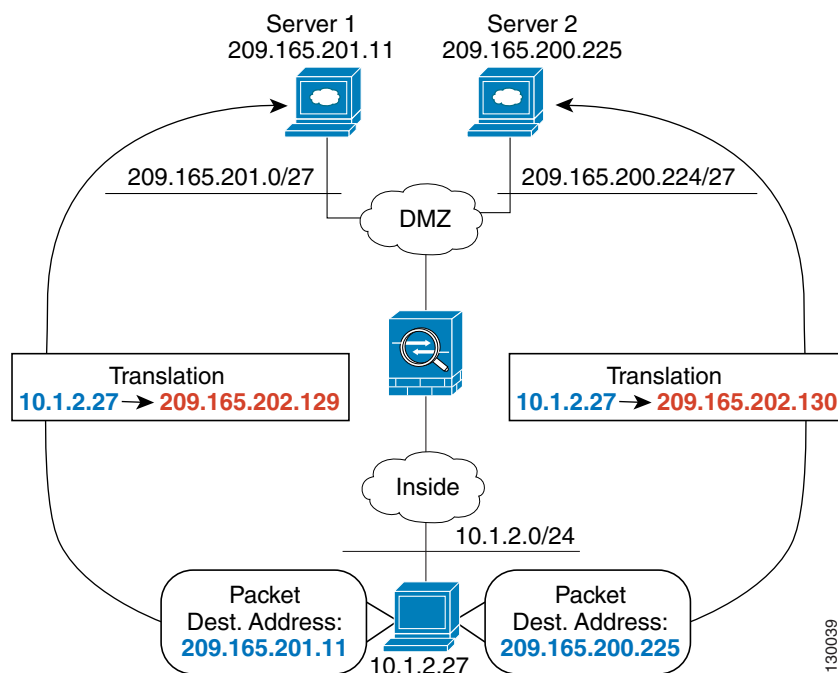 Server 1
209.165.201.11
Server 2
209.165.200.225
209.165.201.0/27
209.165.200.224/27
DMZ
Translation
10.1.2.27 → 209.165.202.129
Translation
10.1.2.27 → 209.165.202.130
Inside
10.1.2.0/24
Packet
Dest. Address:
209.165.201.11
Packet
Dest. Address:
209.165.200.225
10.1.2.27
130039